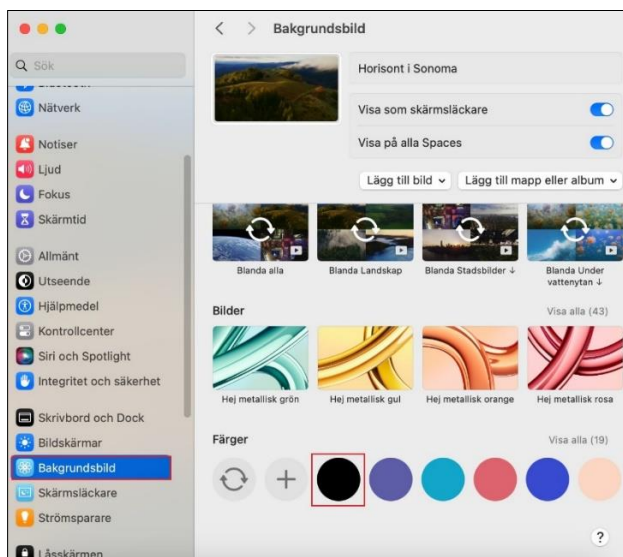 Bakgrundsbild
Sök
Bluetooth
Nätverk
Notiser
Ljud
Fokus
Skärmtid
Allmänt
Utseende
Hjälpmedel
Kontrollcenter
Siri och Spotlight
Integritet och säkerhet
Skrivbord och Dock
Bildskärmar
Bakgrundsbild
Skärmsläckare
Strömsparare
Låsskärmen
Horisont i Sonoma
Visa som skärmsläckare
Visa på alla Spaces
Lägg till bild Lägg till mapp eller album
Blanda alla Blanda Landskap Blanda Stadsbilder ↓ Blanda Under
vattenytan ↓
Bilder Visa alla (43)
Hej metallisk grön Hej metallisk gul Hej metallisk orange Hej metallisk rosa
Färger Visa alla (19)
?